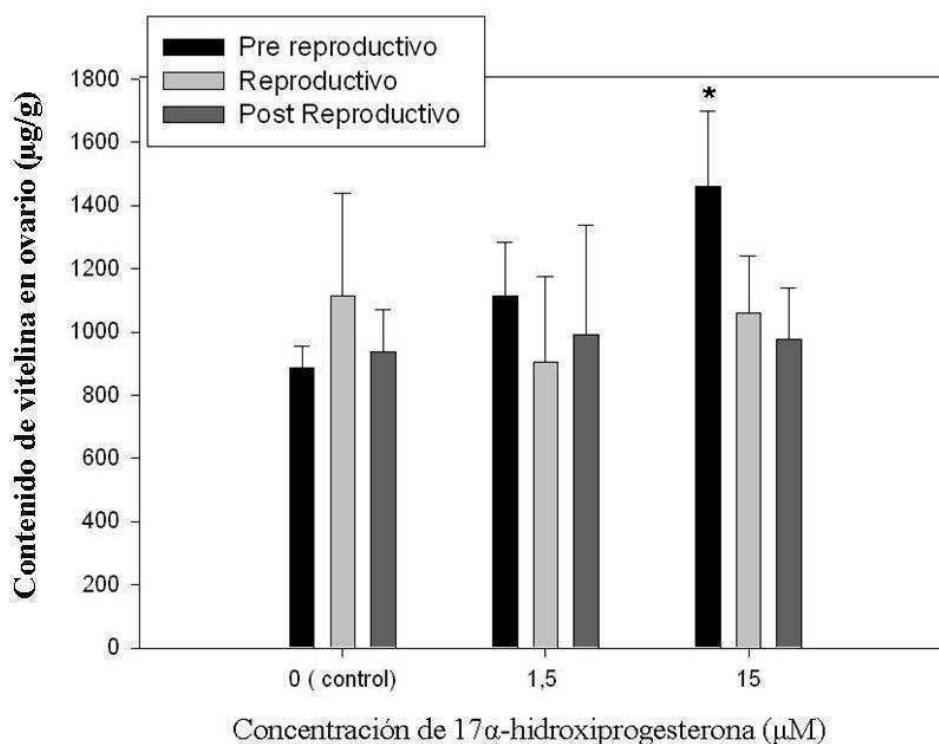 Pre reproductivo
Reproductivo
Post Reproductivo
Contenido de vitelina en ovario (µg/g)
1800
1600
1400
1200
1000
800
600
400
200
0
*
0 ( control)
1,5
15
Concentración de 17α-hidroxiprogesterona (µM)